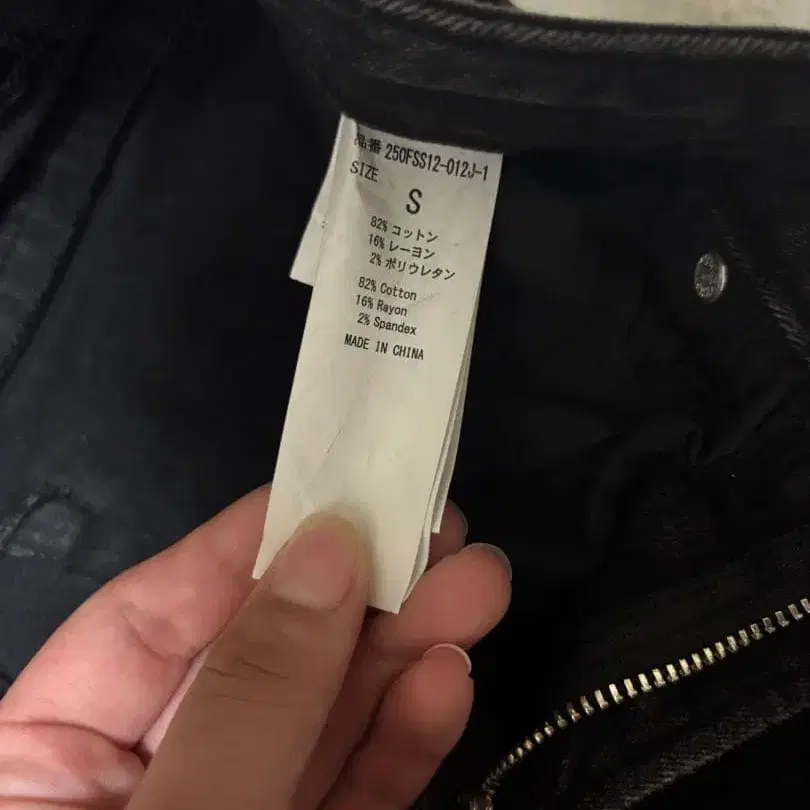 品番 250FSS12-012J-1
SIZE
S
82% コットン
16% レーヨン
2% ポリウレタン
82% Cotton
16% Rayon
2% Spandex
MADE IN CHINA